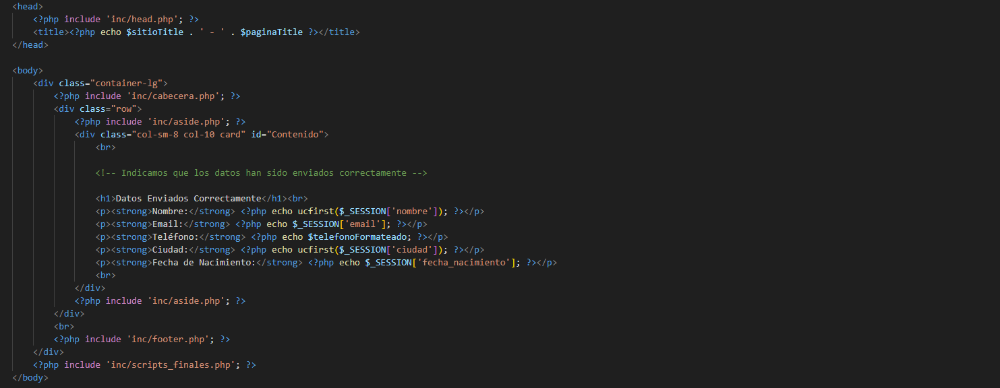 <head>
<?php include 'inc/head.php'; ?>
<title><?php echo $sitioTitle . ' - ' . $paginaTitle ?></title>
</head>
<body>
<div class="container-lg">
<?php include 'inc/cabecera.php'; ?>
<div class="row">
<?php include 'inc/aside.php'; ?>
<div class="col-sm-8 col-10 card" id="Contenido">
<br>
<!-- Indicamos que los datos han sido enviados correctamente -->
<h1>Datos Enviados Correctamente</h1><br>
<p><strong>Nombre:</strong> <?php echo ucfirst($_SESSION['nombre']); ?></p>
<p><strong>Email:</strong> <?php echo $_SESSION['email']; ?></p>
<p><strong>Teléfono:</strong> <?php echo $telefonoFormateado; ?></p>
<p><strong>Ciudad:</strong> <?php echo ucfirst($_SESSION['ciudad']); ?></p>
<p><strong>Fecha de Nacimiento:</strong> <?php echo $_SESSION['fecha_nacimiento']; ?></p>
<br>
</div>
<?php include 'inc/aside.php'; ?>
</div>
<br>
<?php include 'inc/footer.php'; ?>
</div>
<?php include 'inc/scripts_finales.php'; ?>
</body>